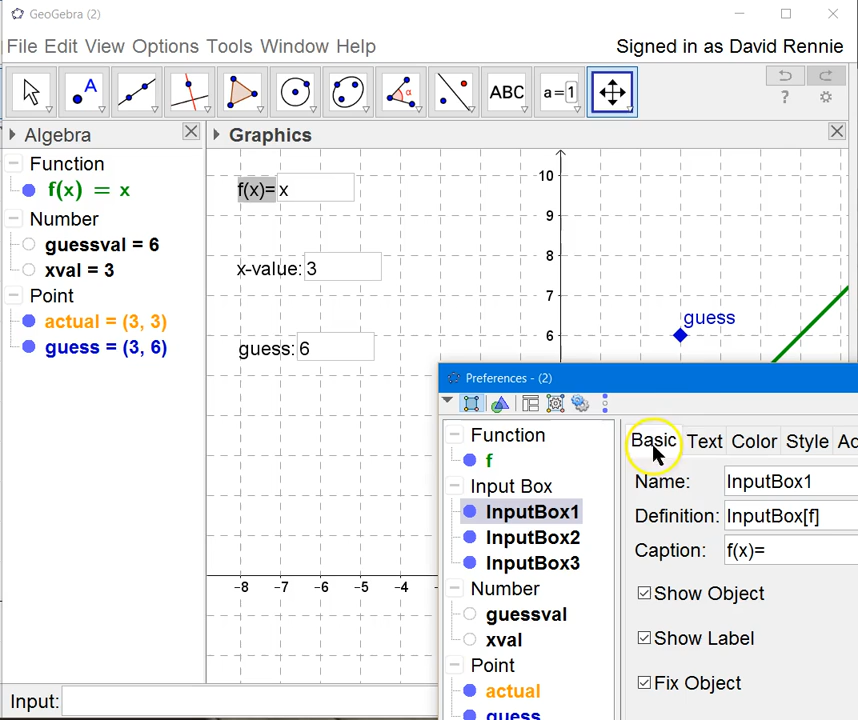 GeoGebra (2)
File Edit View Options Tools Window Help
Signed in as David Rennie
A
α
ABC
a=1
?
Algebra
Graphics
Function
f(x) = x
Number
guessval = 6
xval = 3
Point
actual = (3, 3)
guess = (3, 6)
f(x)= x
x-value: 3
guess: 6
10
9
8
7
6
guess
-8 -7 -6 -5 -4
Preferences - (2)
Function
f
Input Box
InputBox1
InputBox2
InputBox3
Number
guessval
xval
Point
actual
guess
Basic Text Color Style Ac
Name: InputBox1
Definition: InputBox[f]
Caption: f(x)=
Show Object
Show Label
Fix Object
Input: